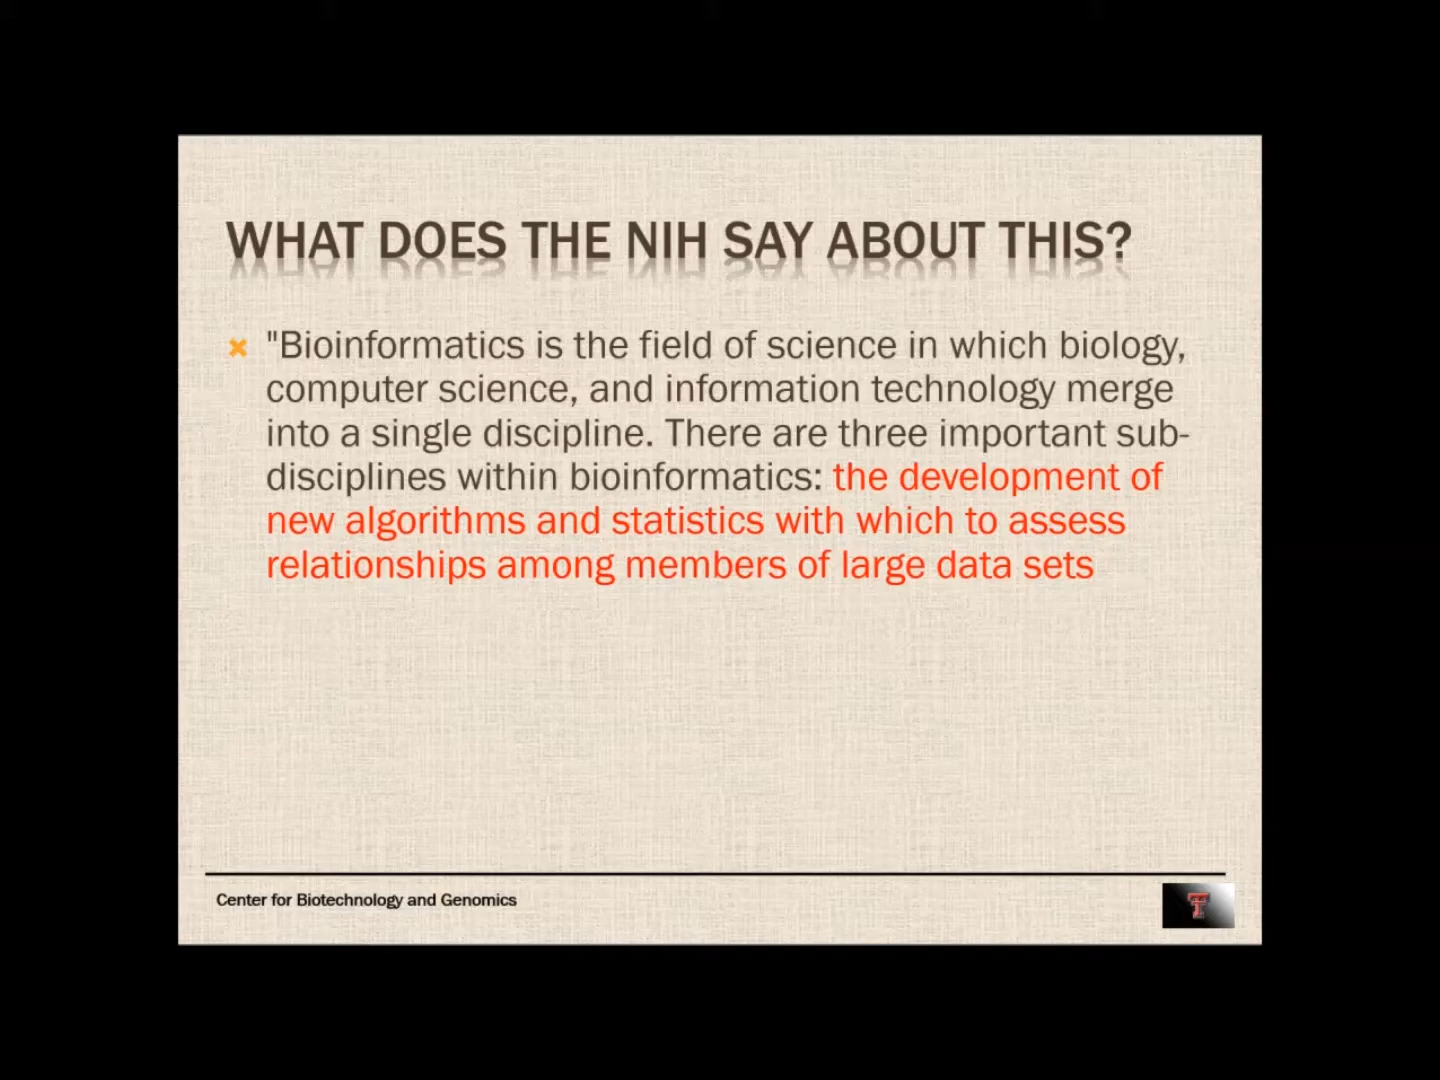 WHAT DOES THE NIH SAY ABOUT THIS?
"Bioinformatics is the field of science in which biology,
computer science, and information technology merge
into a single discipline. There are three important sub-
disciplines within bioinformatics: the development of
new algorithms and statistics with which to assess
relationships among members of large data sets
Center for Biotechnology and Genomics
T